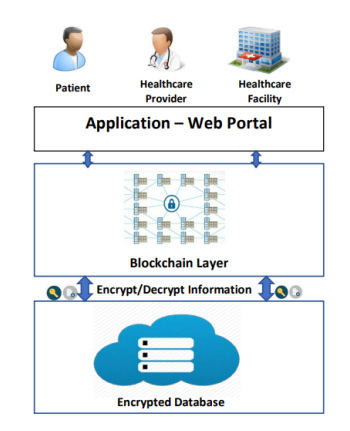 Patient
Healthcare
Provider
Healthcare
Facility
Application – Web Portal
Blockchain Layer
Encrypt/Decrypt Information
Encrypted Database